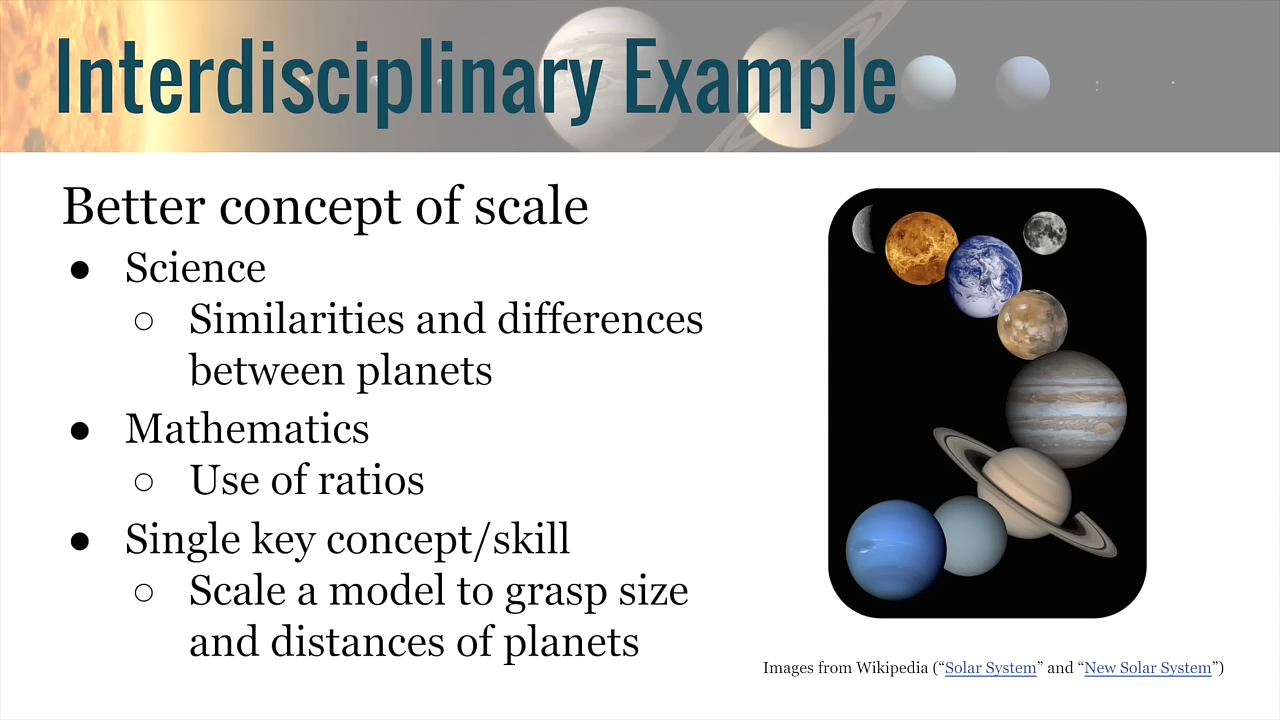 Interdisciplinary Example
Better concept of scale
● Science
○ Similarities and differences
between planets
● Mathematics
○ Use of ratios
● Single key concept/skill
○ Scale a model to grasp size
and distances of planets
Images from Wikipedia (“Solar System” and “New Solar System”)